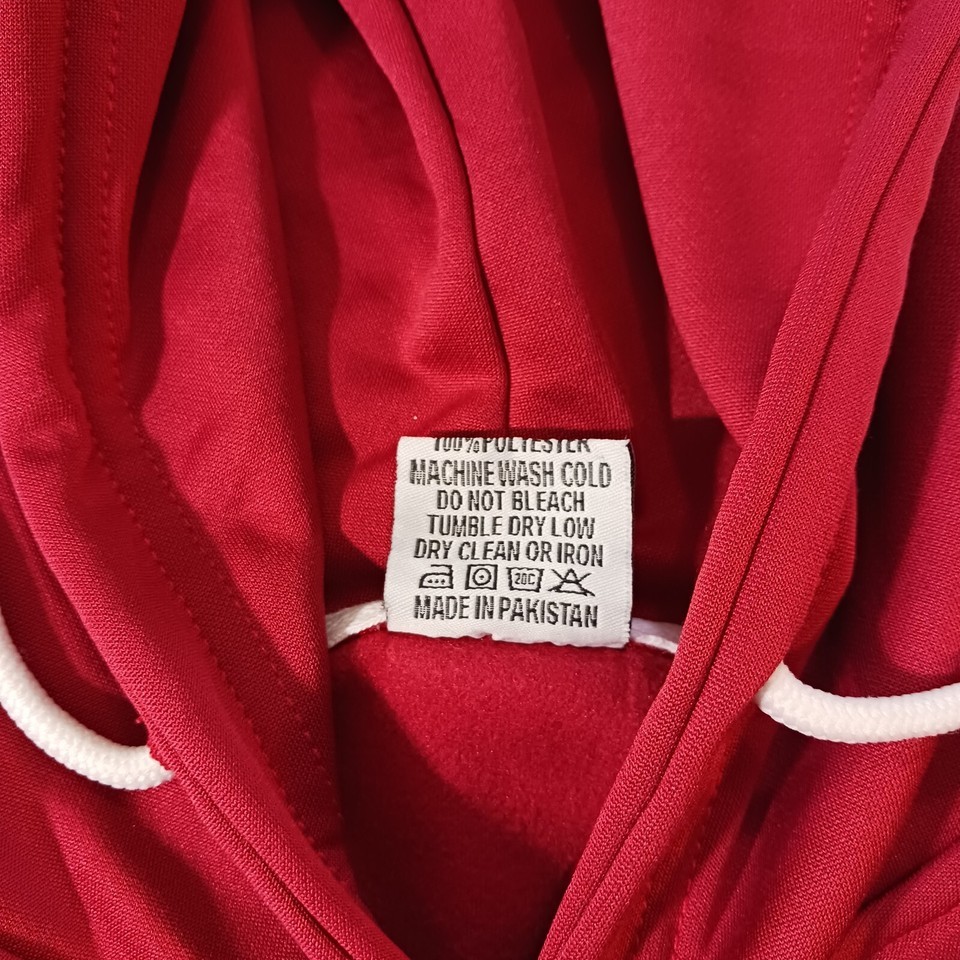 100% POLYESTER
MACHINE WASH COLD
DO NOT BLEACH
TUMBLE DRY LOW
DRY CLEAN OR IRON
20C
MADE IN PAKISTAN